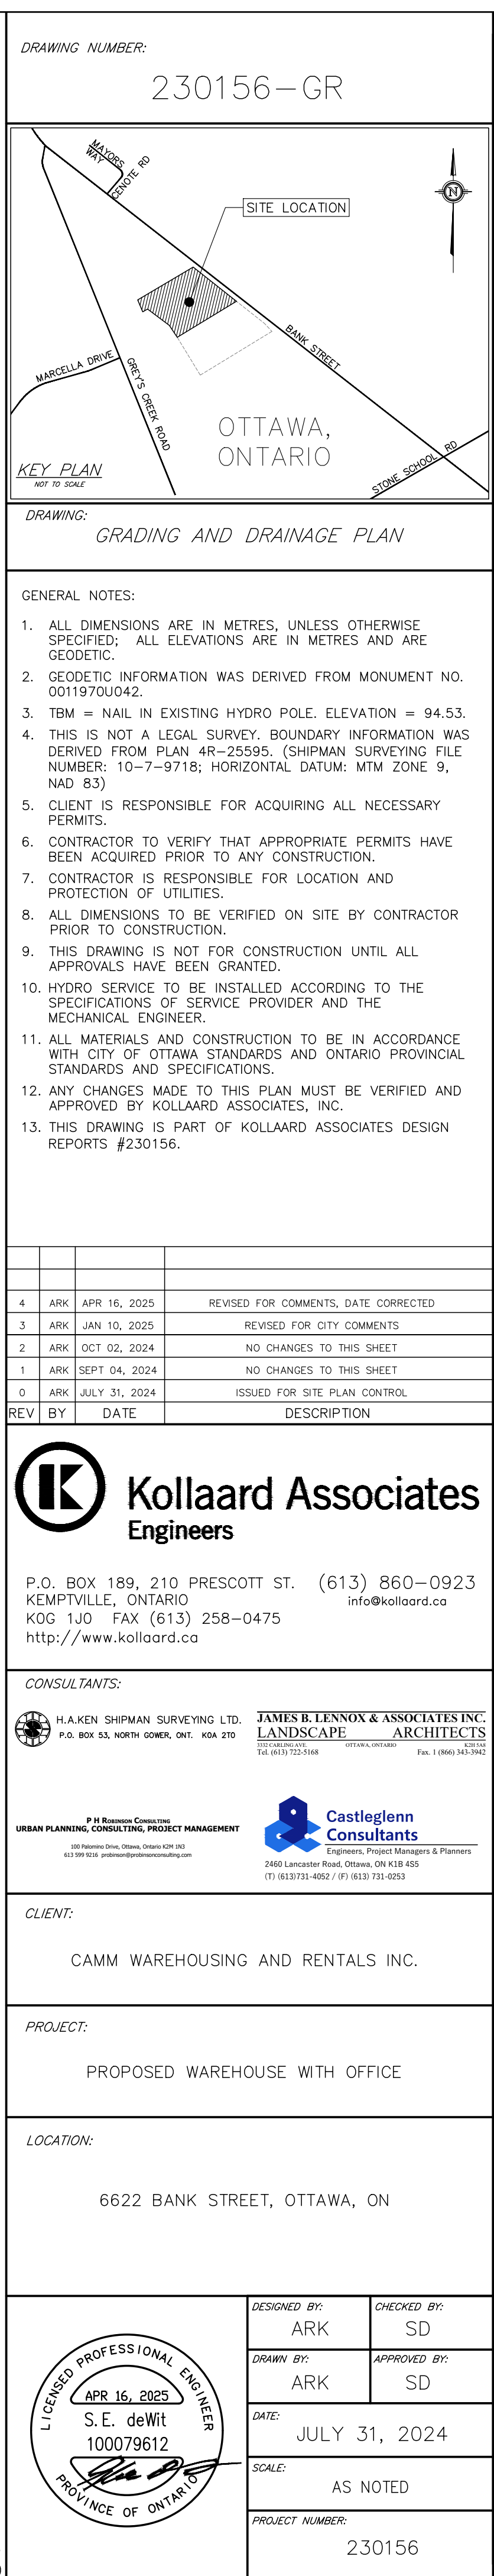 DRAWING NUMBER:
230156-GR
MAYORS
WAY
CENOTE RD
N
SITE LOCATION
BANK STREET
MARCELLA DRIVE
GREY'S CREEK ROAD
OTTAWA,
ONTARIO
STONE SCHOOL RD
KEY PLAN
NOT TO SCALE
DRAWING:
GRADING AND DRAINAGE PLAN
GENERAL NOTES:
1. ALL DIMENSIONS ARE IN METRES, UNLESS OTHERWISE
SPECIFIED; ALL ELEVATIONS ARE IN METRES AND ARE
GEODETIC.
2. GEODETIC INFORMATION WAS DERIVED FROM MONUMENT NO.
0011970U042.
3. TBM = NAIL IN EXISTING HYDRO POLE. ELEVATION = 94.53.
4. THIS IS NOT A LEGAL SURVEY. BOUNDARY INFORMATION WAS
DERIVED FROM PLAN 4R-25595. (SHIPMAN SURVEYING FILE
NUMBER: 10-7-9718; HORIZONTAL DATUM: MTM ZONE 9,
NAD 83)
5. CLIENT IS RESPONSIBLE FOR ACQUIRING ALL NECESSARY
PERMITS.
6. CONTRACTOR TO VERIFY THAT APPROPRIATE PERMITS HAVE
BEEN ACQUIRED PRIOR TO ANY CONSTRUCTION.
7. CONTRACTOR IS RESPONSIBLE FOR LOCATION AND
PROTECTION OF UTILITIES.
8. ALL DIMENSIONS TO BE VERIFIED ON SITE BY CONTRACTOR
PRIOR TO CONSTRUCTION.
9. THIS DRAWING IS NOT FOR CONSTRUCTION UNTIL ALL
APPROVALS HAVE BEEN GRANTED.
10. HYDRO SERVICE TO BE INSTALLED ACCORDING TO THE
SPECIFICATIONS OF SERVICE PROVIDER AND THE
MECHANICAL ENGINEER.
11. ALL MATERIALS AND CONSTRUCTION TO BE IN ACCORDANCE
WITH CITY OF OTTAWA STANDARDS AND ONTARIO PROVINCIAL
STANDARDS AND SPECIFICATIONS.
12. ANY CHANGES MADE TO THIS PLAN MUST BE VERIFIED AND
APPROVED BY KOLLAARD ASSOCIATES, INC.
13. THIS DRAWING IS PART OF KOLLAARD ASSOCIATES DESIGN
REPORTS #230156.
4 ARK APR 16, 2025 REVISED FOR COMMENTS, DATE CORRECTED
3 ARK JAN 10, 2025 REVISED FOR CITY COMMENTS
2 ARK OCT 02, 2024 NO CHANGES TO THIS SHEET
1 ARK SEPT 04, 2024 NO CHANGES TO THIS SHEET
0 ARK JULY 31, 2024 ISSUED FOR SITE PLAN CONTROL
REV BY DATE DESCRIPTION
K Kollaard Associates
Engineers
P.O. BOX 189, 210 PRESCOTT ST. (613) 860-0923
KEMPTVILLE, ONTARIO info@kollaard.ca
K0G 1J0 FAX (613) 258-0475
http://www.kollaard.ca
CONSULTANTS:
H.A.KEN SHIPMAN SURVEYING LTD.
P.O. BOX 53, NORTH GOWER, ONT. K0A 2T0
JAMES B. LENNOX & ASSOCIATES INC.
LANDSCAPE ARCHITECTS
3332 CARLING AVE. OTTAWA, ONTARIO K2H 5A8
Tel. (613) 722-5168 Fax. 1 (866) 343-3942
P H ROBINSON CONSULTING
URBAN PLANNING, CONSULTING, PROJECT MANAGEMENT
100 Palomino Drive, Ottawa, Ontario K2M 1N3
613 599 9216 probinson@probinsonconsulting.com
Castleglenn
Consultants
Engineers, Project Managers & Planners
2460 Lancaster Road, Ottawa, ON K1B 4S5
(T) (613)731-4052 / (F) (613) 731-0253
CLIENT:
CAMM WAREHOUSING AND RENTALS INC.
PROJECT:
PROPOSED WAREHOUSE WITH OFFICE
LOCATION:
6622 BANK STREET, OTTAWA, ON
LICENSED PROFESSIONAL ENGINEER
APR 16, 2025
S. E. deWit
100079612
PROVINCE OF ONTARIO
DESIGNED BY:
ARK
CHECKED BY:
SD
DRAWN BY:
ARK
APPROVED BY:
SD
DATE:
JULY 31, 2024
SCALE:
AS NOTED
PROJECT NUMBER:
230156